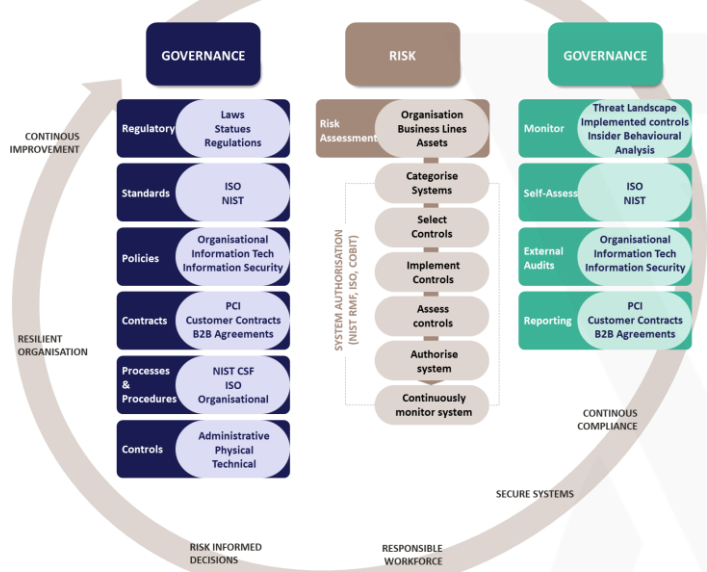 GOVERNANCE
Regulatory
Laws
Statues
Regulations
Standards
ISO
NIST
Policies
Organisational
Information Tech
Information Security
Contracts
PCI
Customer Contracts
B2B Agreements
Processes
&
Procedures
NIST CSF
ISO
Organisational
Controls
Administrative
Physical
Technical
RISK
Risk
Assessment
Organisation
Business Lines
Assets
SYSTEM AUTHORISATION
(NIST RMF, ISO, COBIT)
Categorise
Systems
Select
Controls
Implement
Controls
Assess
controls
Authorise
system
Continuously
monitor system
GOVERNANCE
Monitor
Threat Landscape
Implemented controls
Insider Behavioural
Analysis
Self-Assess
ISO
NIST
External
Audits
Organisational
Information Tech
Information Security
Reporting
PCI
Customer Contracts
B2B Agreements
CONTINOUS
COMPLIANCE
SECURE SYSTEMS
RESPONSIBLE
WORKFORCE
RISK INFORMED
DECISIONS
RESILIENT
ORGANISATION
CONTINOUS
IMPROVEMENT